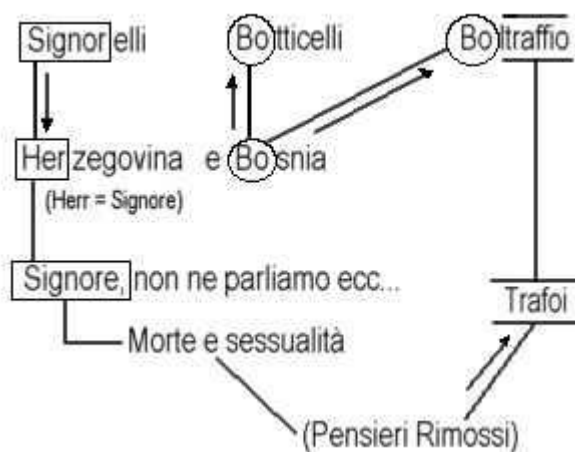 Signorelli Botticelli Boltraffio
Herzegovina e Bosnia
(Herr = Signore)
Signore, non ne parliamo ecc...
Trafoi
Morte e sessualità
(Pensieri Rimossi)